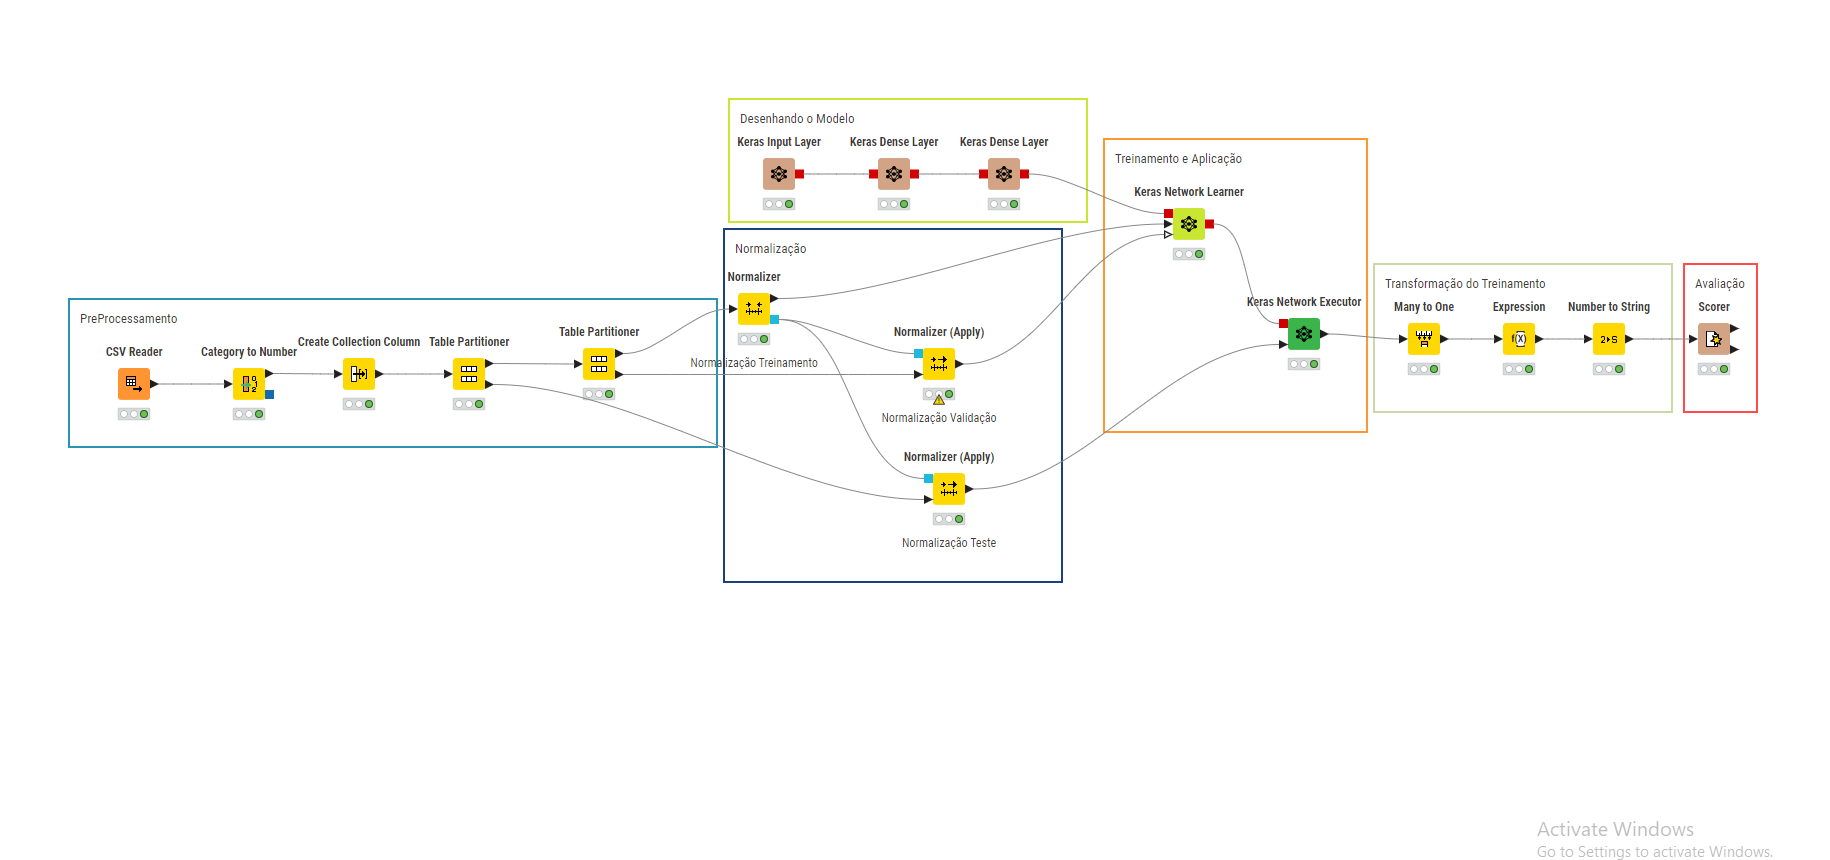 Desenhando o Modelo
Keras Input Layer
Keras Dense Layer
Keras Dense Layer
Treinamento e Aplicação
Keras Network Learner
Keras Network Executor
Normalização
Normalizer
Normalização Treinamento
Normalizer (Apply)
Normalização Validação
Normalizer (Apply)
Normalização Teste
PreProcessamento
CSV Reader
Category to Number
Create Collection Column
Table Partitioner
Table Partitioner
Transformação do Treinamento
Many to One
Expression
f(X)
Number to String
2▸S
Avaliação
Scorer
Activate Windows
Go to Settings to activate Windows.